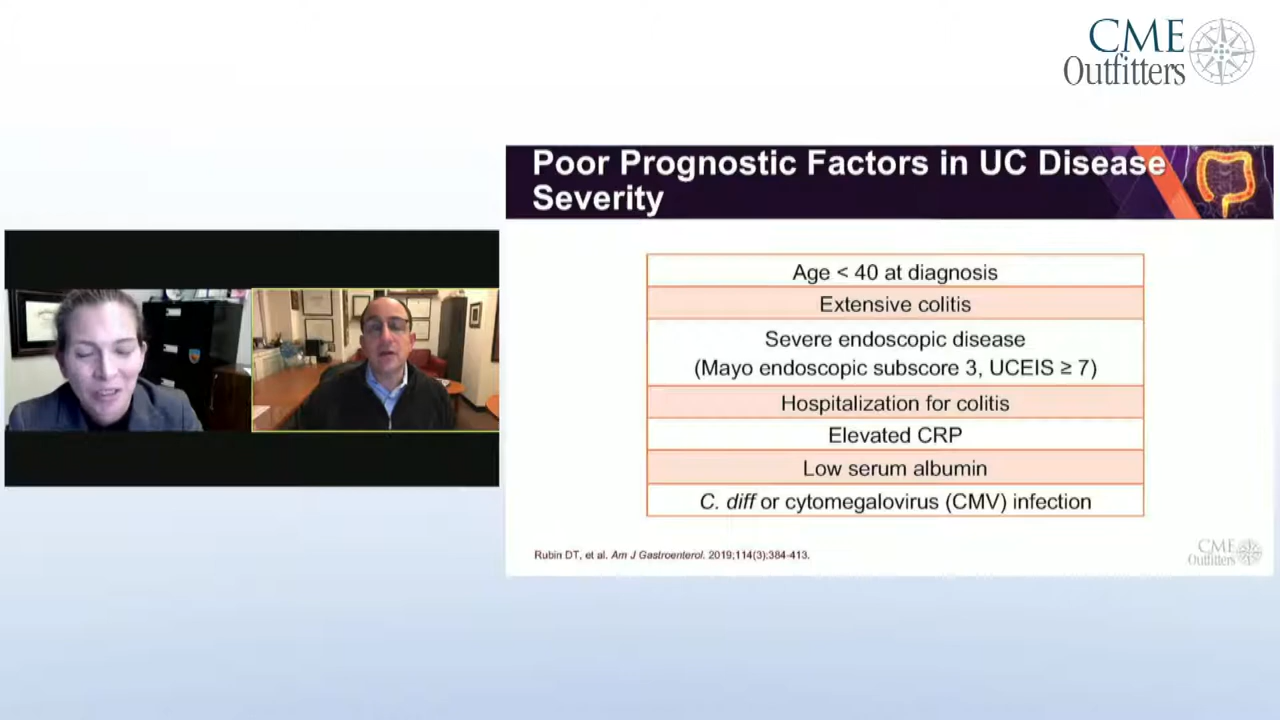 CME
Outfitters
Poor Prognostic Factors in UC Disease
Severity
Age < 40 at diagnosis
Extensive colitis
Severe endoscopic disease
(Mayo endoscopic subscore 3, UCEIS ≥ 7)
Hospitalization for colitis
Elevated CRP
Low serum albumin
C. diff or cytomegalovirus (CMV) infection
Rubin DT, et al. Am J Gastroenterol. 2019;114(3):384-413.
CME
Outfitters